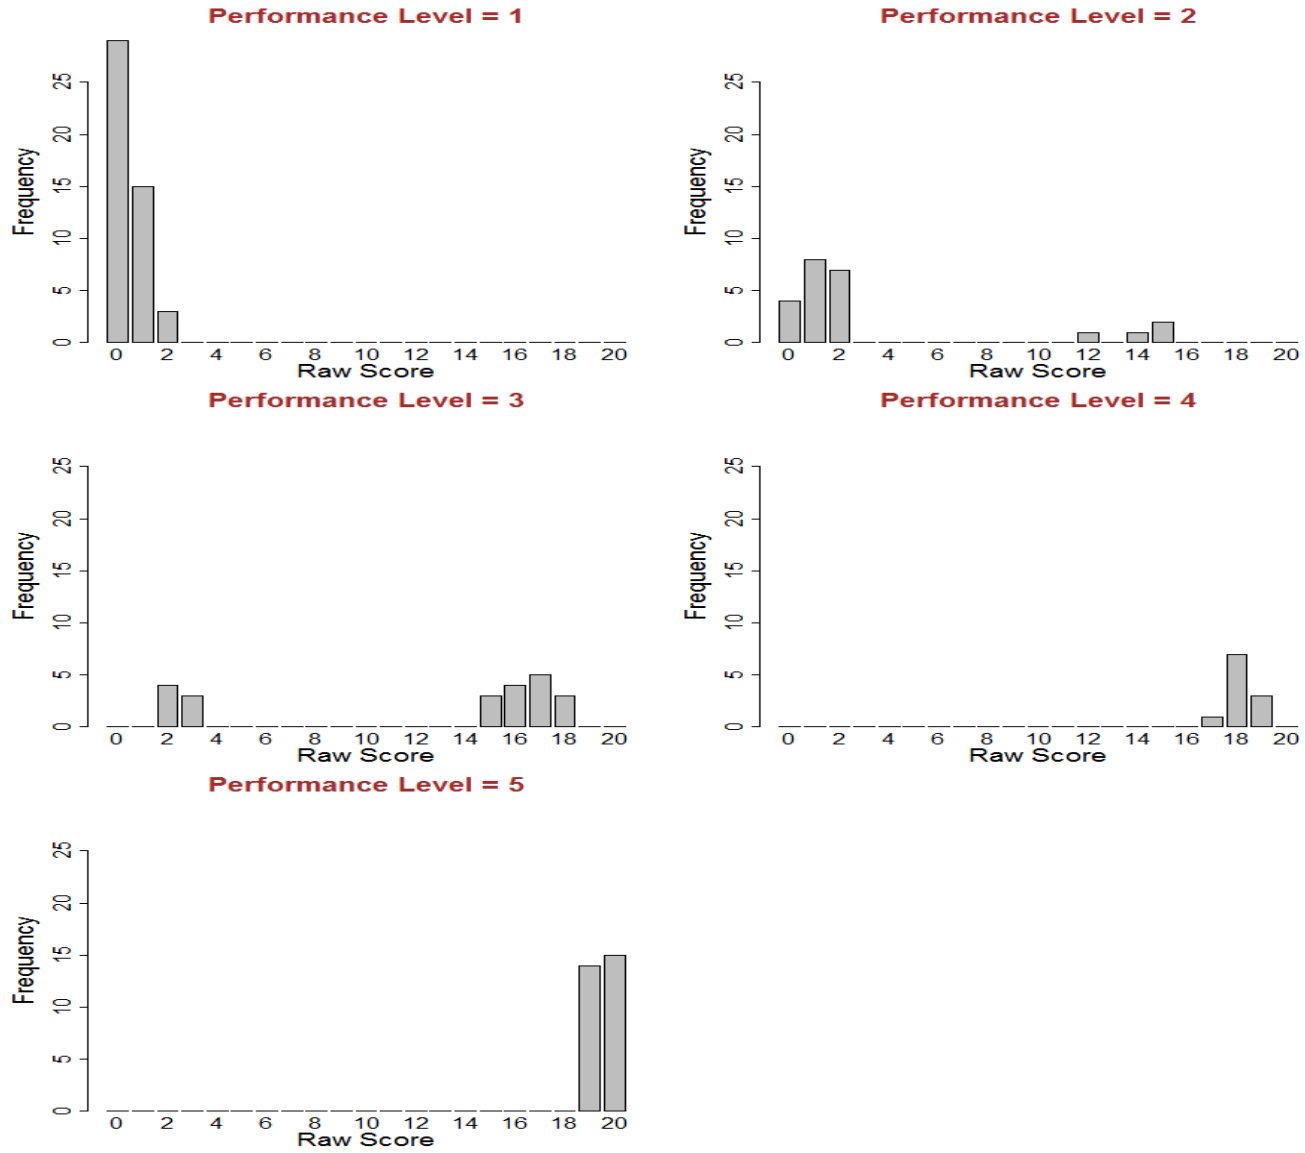 Performance Level = 1
Frequency
0 5 10 15 20 25
0 2 4 6 8 10 12 14 16 18 20
Raw Score
Performance Level = 2
Frequency
0 5 10 15 20 25
0 2 4 6 8 10 12 14 16 18 20
Raw Score
Performance Level = 3
Frequency
0 5 10 15 20 25
0 2 4 6 8 10 12 14 16 18 20
Raw Score
Performance Level = 4
Frequency
0 5 10 15 20 25
0 2 4 6 8 10 12 14 16 18 20
Raw Score
Performance Level = 5
Frequency
0 5 10 15 20 25
0 2 4 6 8 10 12 14 16 18 20
Raw Score